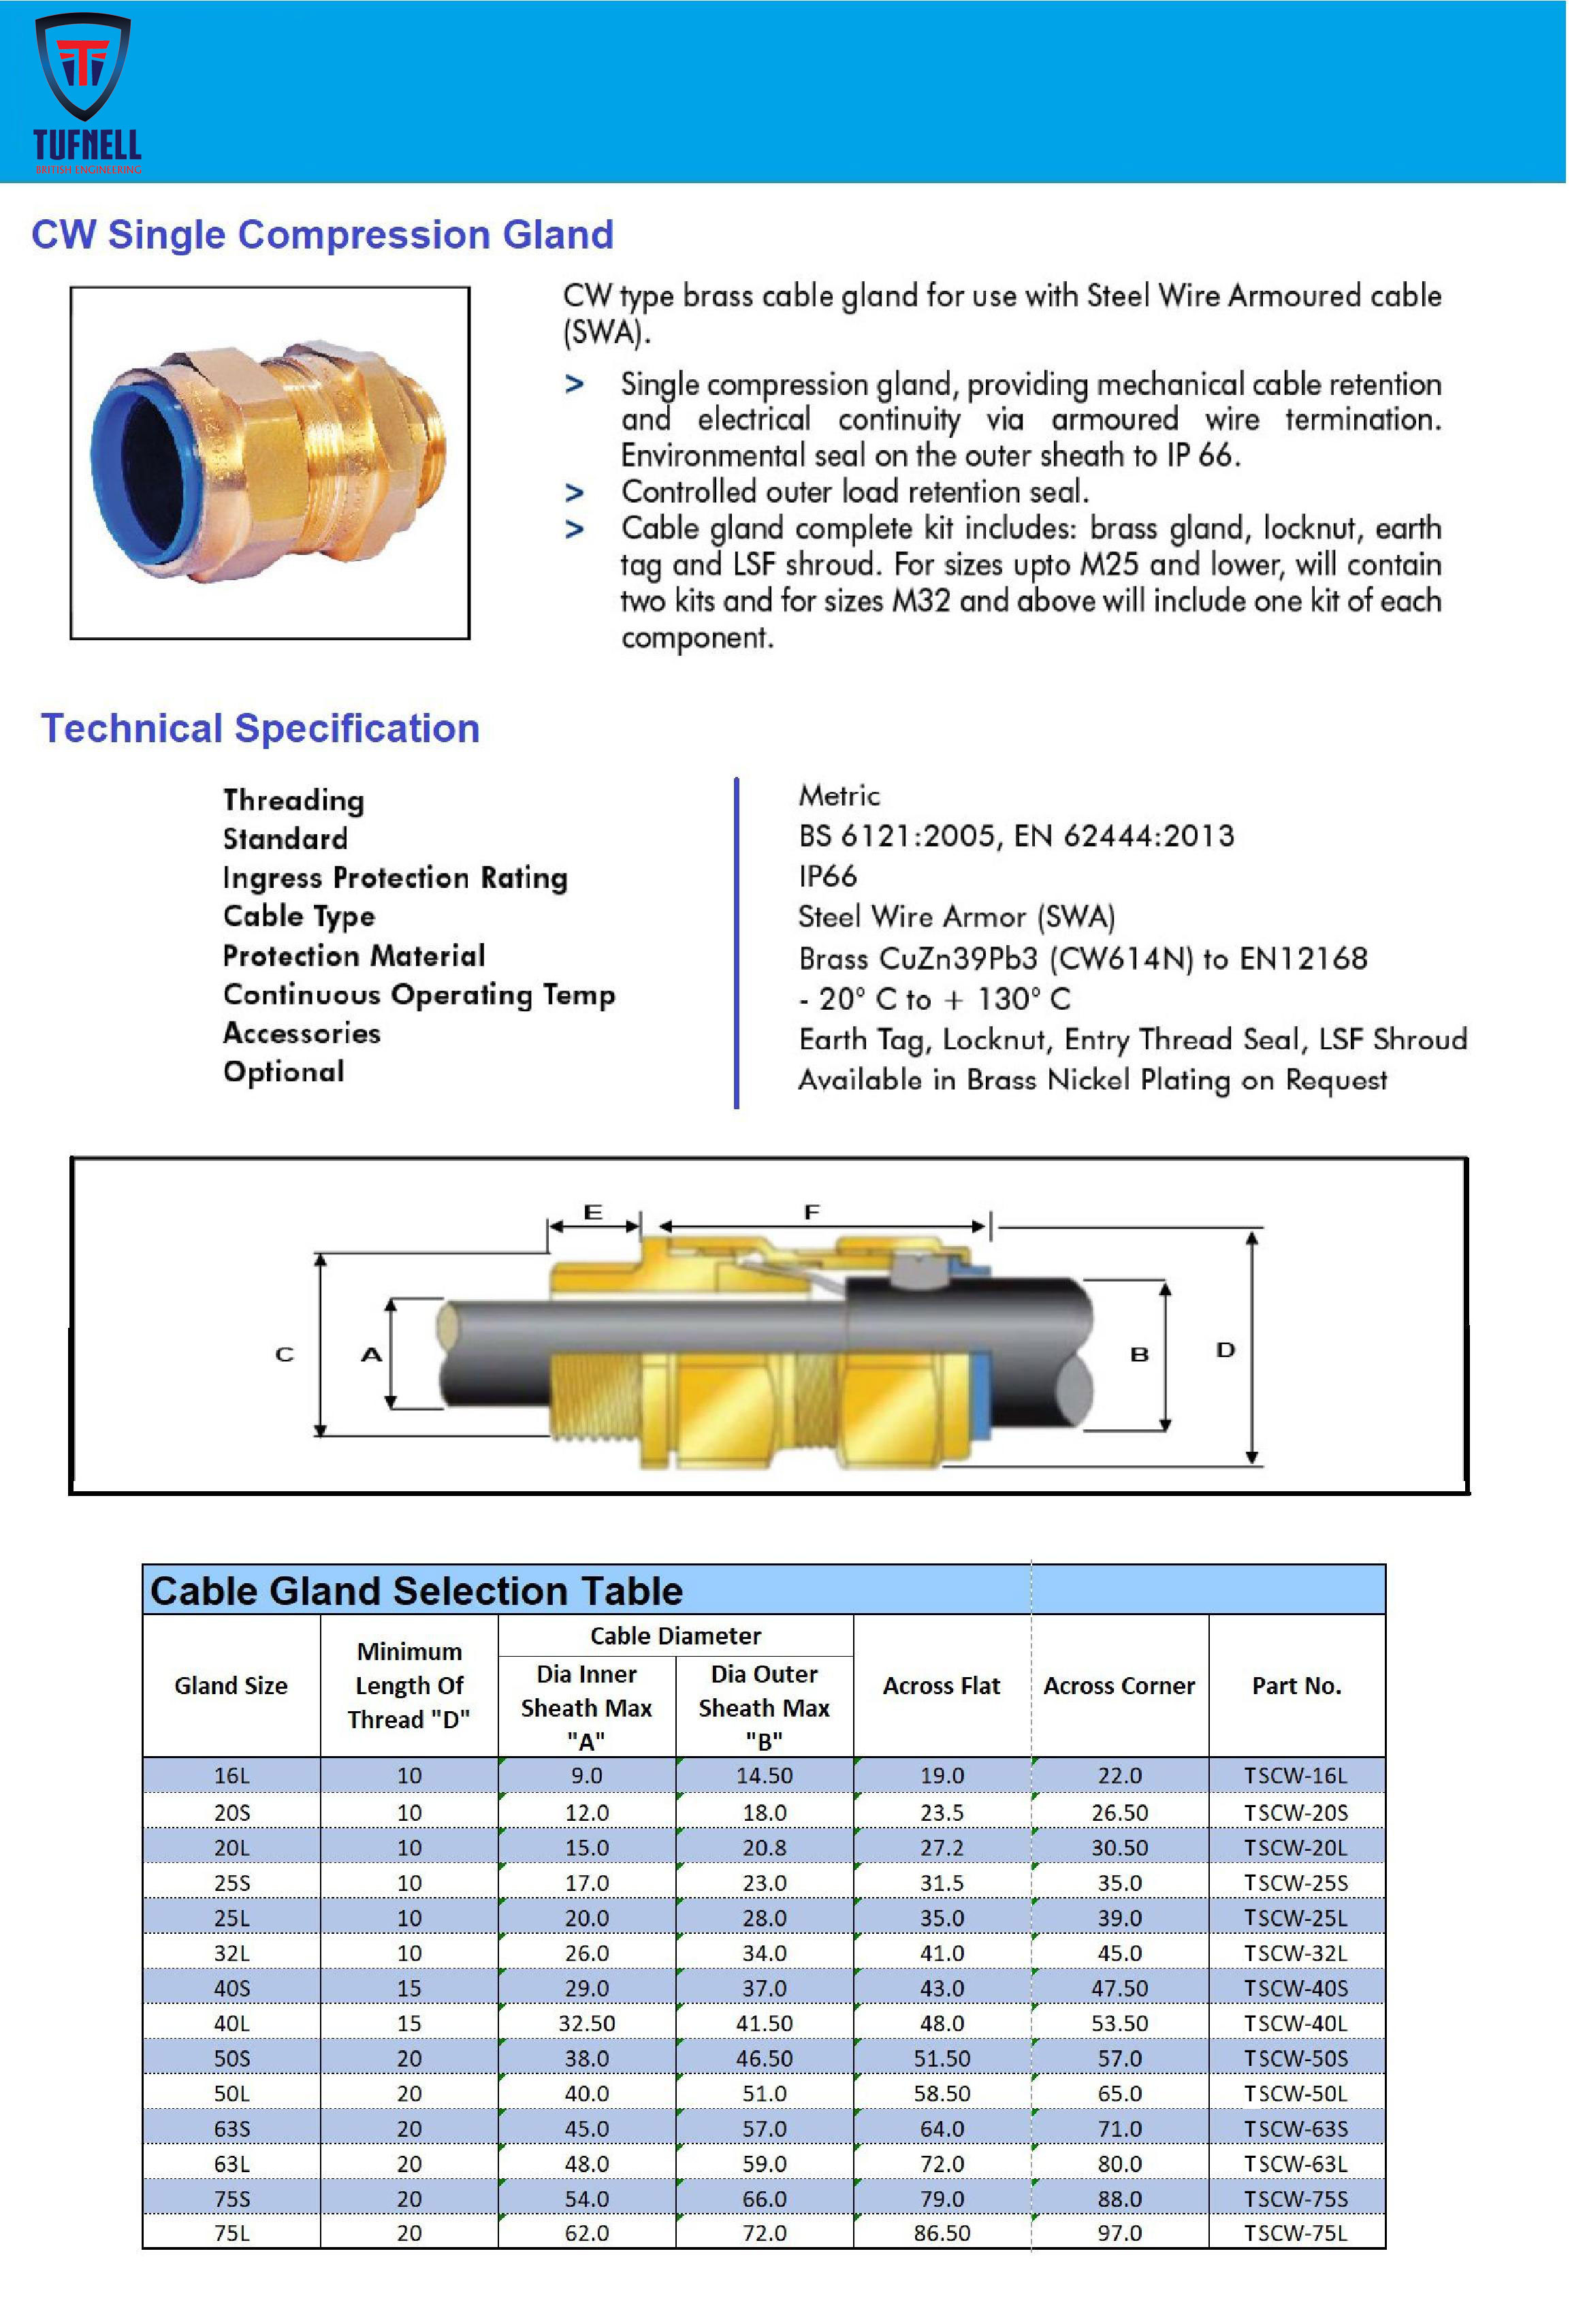 TUFNELL
BRITISH ENGINEERING
CW Single Compression Gland
CW type brass cable gland for use with Steel Wire Armoured cable
(SWA).
> Single compression gland, providing mechanical cable retention
and electrical continuity via armoured wire termination.
Environmental seal on the outer sheath to IP 66.
> Controlled outer load retention seal.
> Cable gland complete kit includes: brass gland, locknut, earth
tag and LSF shroud. For sizes upto M25 and lower, will contain
two kits and for sizes M32 and above will include one kit of each
component.
Technical Specification
Threading Metric
Standard BS 6121:2005, EN 62444:2013
Ingress Protection Rating IP66
Cable Type Steel Wire Armor (SWA)
Protection Material Brass CuZn39Pb3 (CW614N) to EN12168
Continuous Operating Temp - 20° C to + 130° C
Accessories Earth Tag, Locknut, Entry Thread Seal, LSF Shroud
Optional Available in Brass Nickel Plating on Request
E F
C A B D
Cable Gland Selection Table
Gland Size
Minimum
Length Of
Thread "D"
Cable Diameter
Dia Inner
Sheath Max
"A"
Dia Outer
Sheath Max
"B"
Across Flat
Across Corner
Part No.
16L 10 9.0 14.50 19.0 22.0 TSCW-16L
20S 10 12.0 18.0 23.5 26.50 TSCW-20S
20L 10 15.0 20.8 27.2 30.50 TSCW-20L
25S 10 17.0 23.0 31.5 35.0 TSCW-25S
25L 10 20.0 28.0 35.0 39.0 TSCW-25L
32L 10 26.0 34.0 41.0 45.0 TSCW-32L
40S 15 29.0 37.0 43.0 47.50 TSCW-40S
40L 15 32.50 41.50 48.0 53.50 TSCW-40L
50S 20 38.0 46.50 51.50 57.0 TSCW-50S
50L 20 40.0 51.0 58.50 65.0 TSCW-50L
63S 20 45.0 57.0 64.0 71.0 TSCW-63S
63L 20 48.0 59.0 72.0 80.0 TSCW-63L
75S 20 54.0 66.0 79.0 88.0 TSCW-75S
75L 20 62.0 72.0 86.50 97.0 TSCW-75L